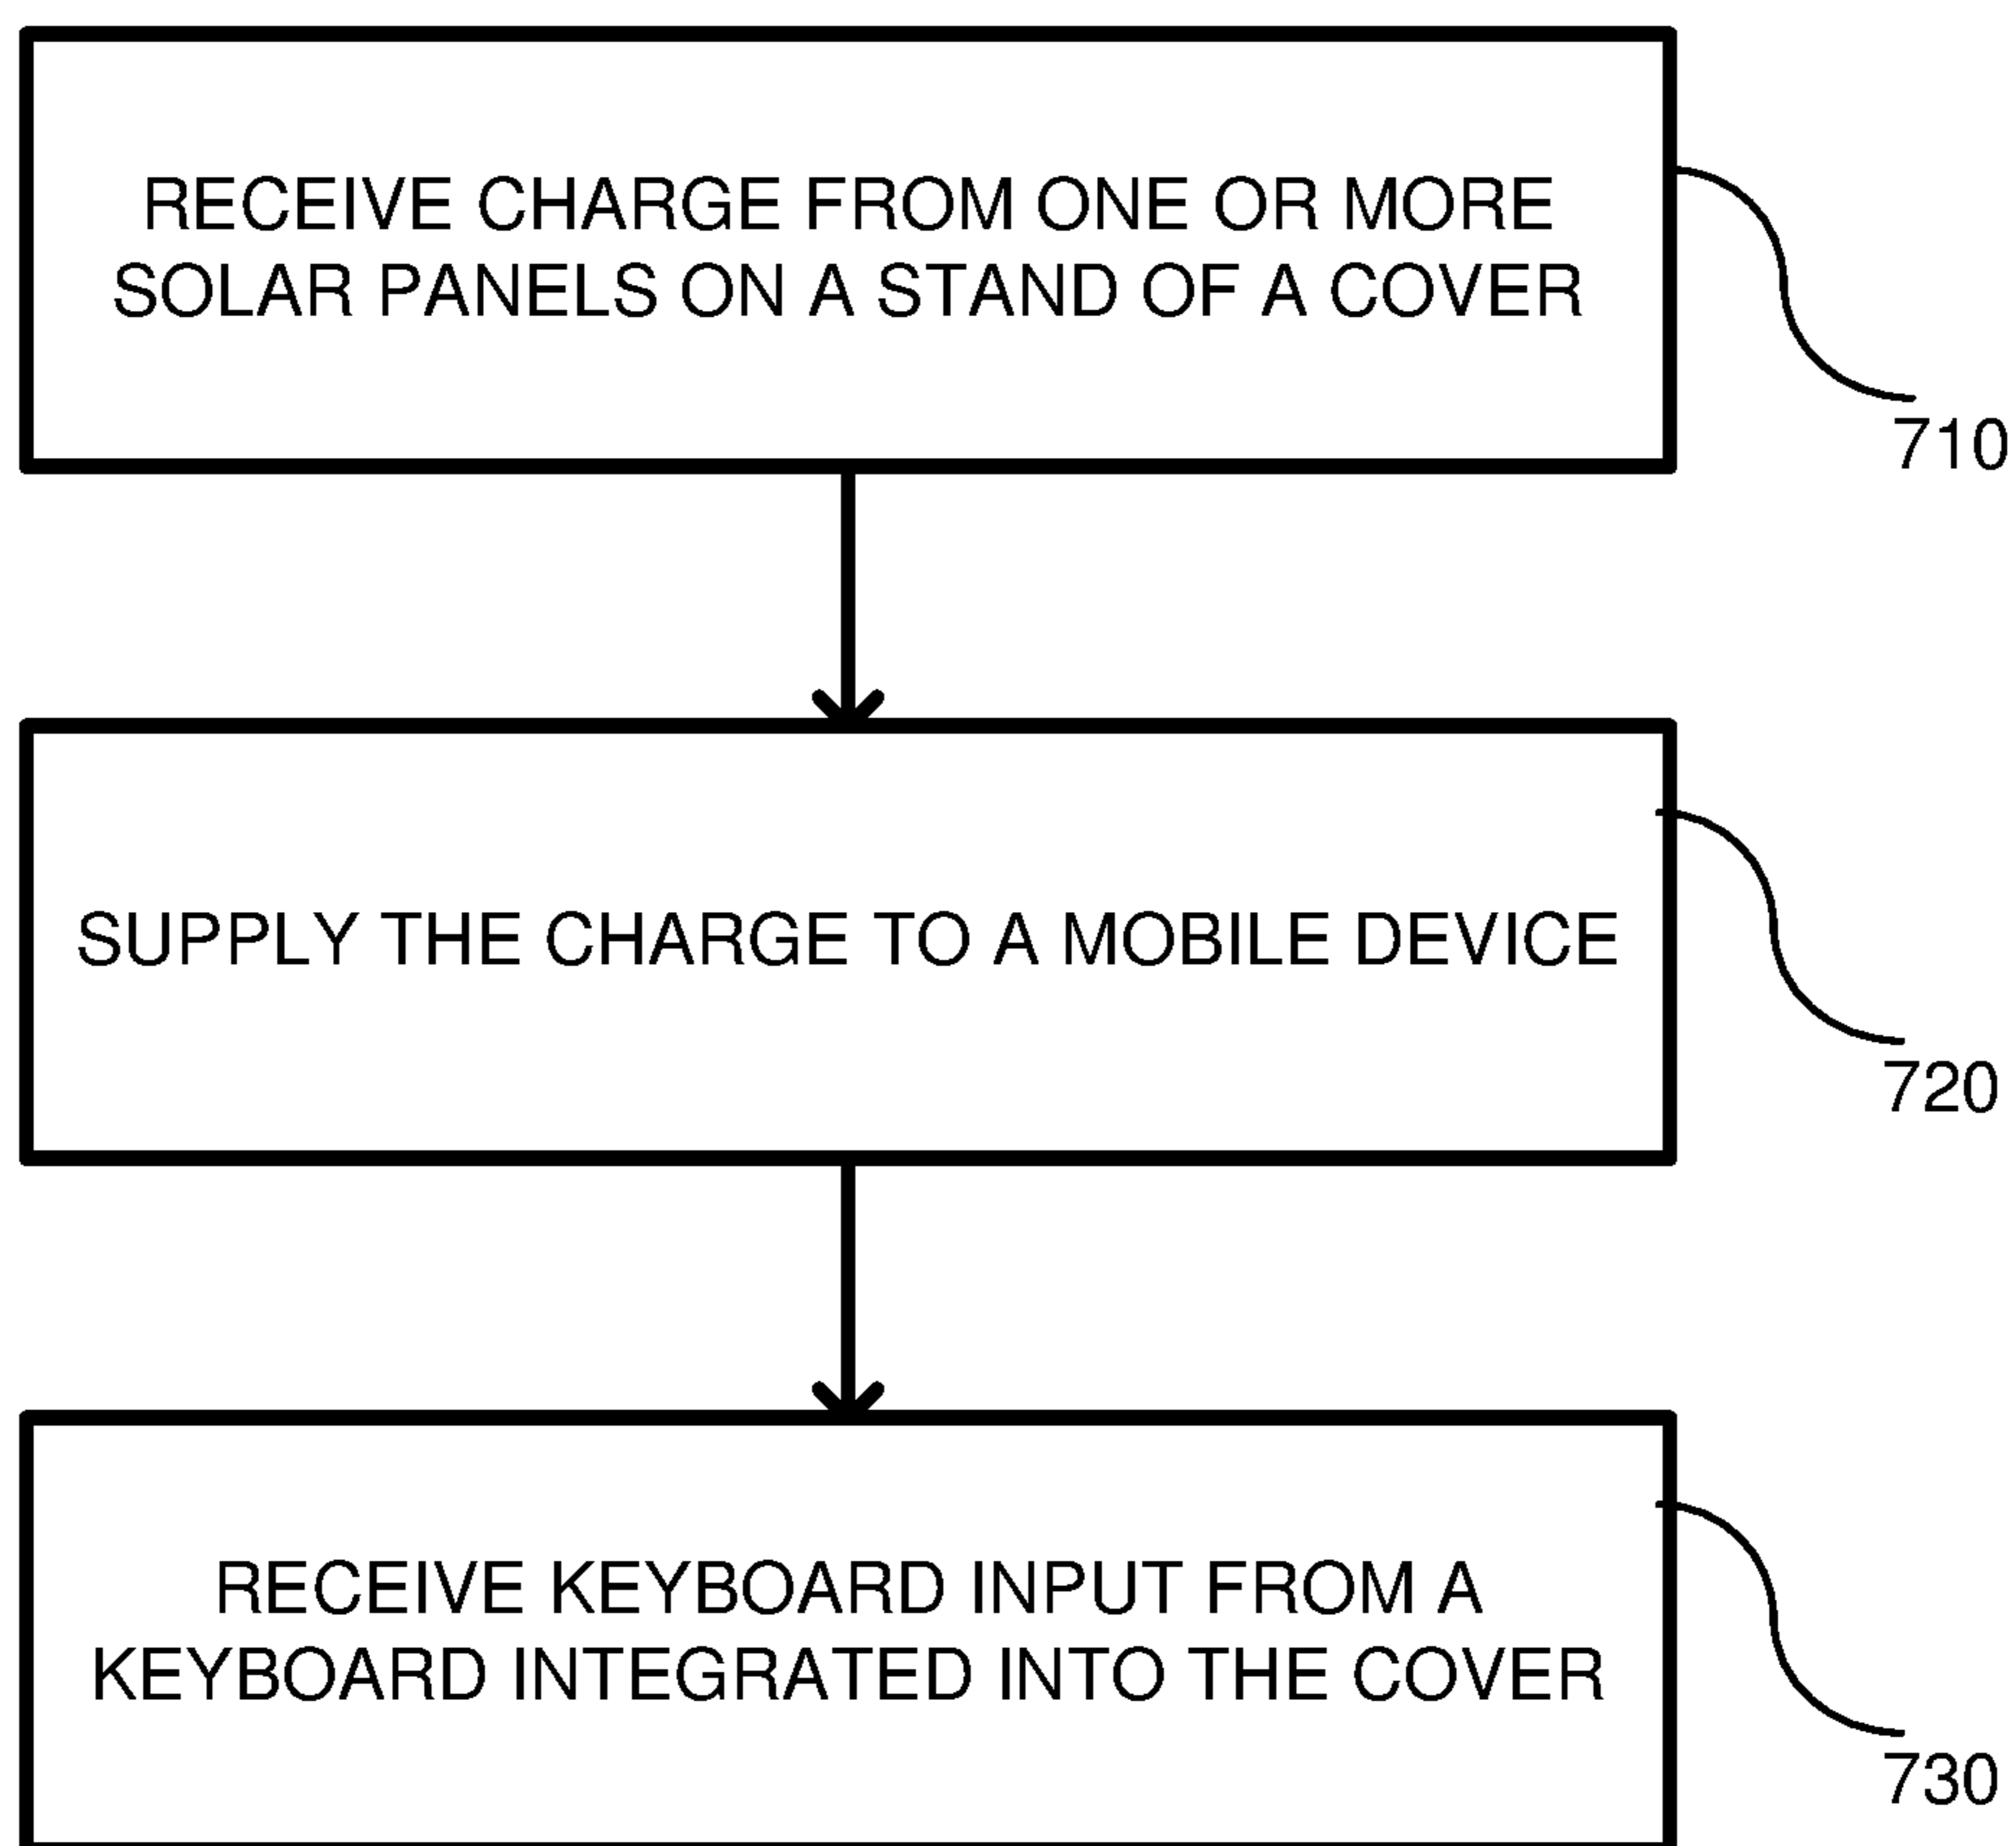 RECEIVE CHARGE FROM ONE OR MORE
SOLAR PANELS ON A STAND OF A COVER
710
SUPPLY THE CHARGE TO A MOBILE DEVICE
720
RECEIVE KEYBOARD INPUT FROM A
KEYBOARD INTEGRATED INTO THE COVER
730